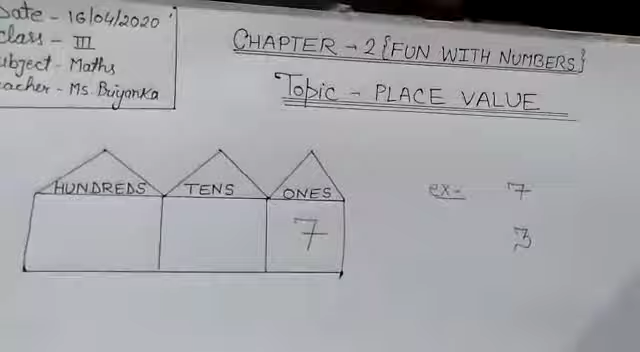 Date - 16/04/2020
Class - III
Subject - Maths
Teacher - Ms. Briyanka
CHAPTER → 2 {FUN WITH NUMBERS}
Topic - PLACE VALUE
HUNDREDS TENS ONES
ex- 7
7
3